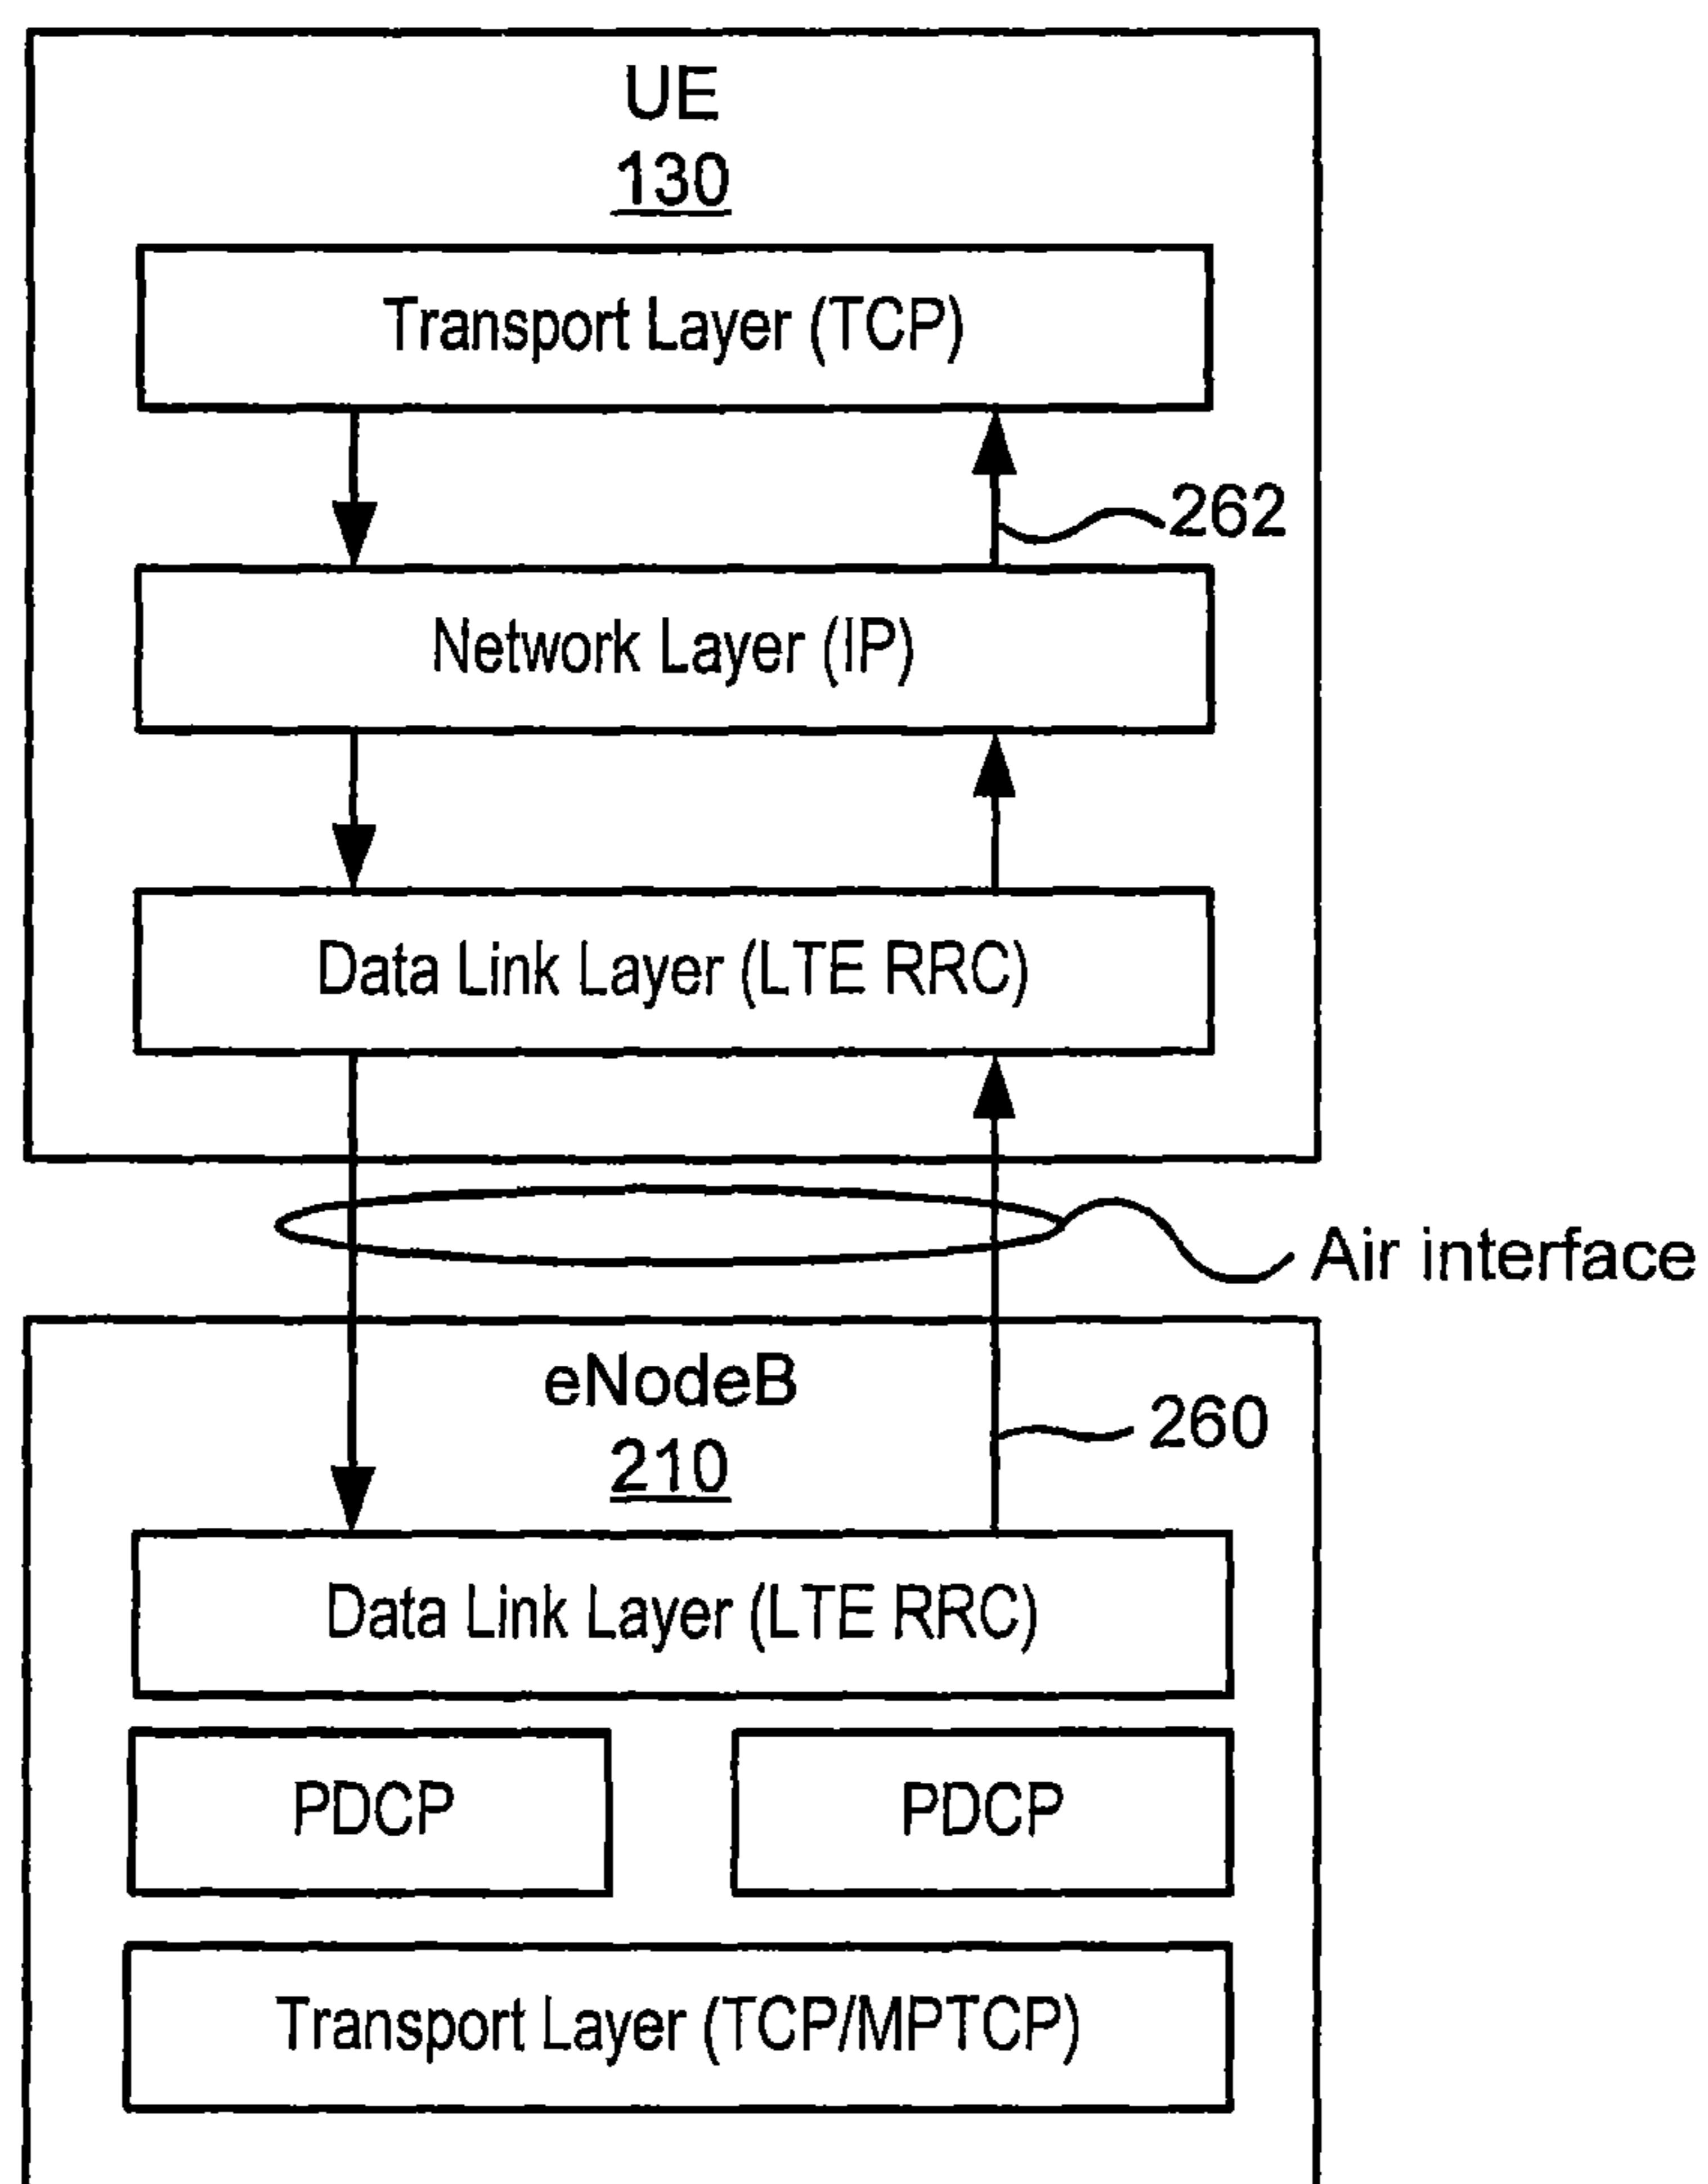 UE
130
Transport Layer (TCP)
262
Network Layer (IP)
Data Link Layer (LTE RRC)
Air interface
eNodeB
260
210
Data Link Layer (LTE RRC)
PDCP
PDCP
Transport Layer (TCP/MPTCP)